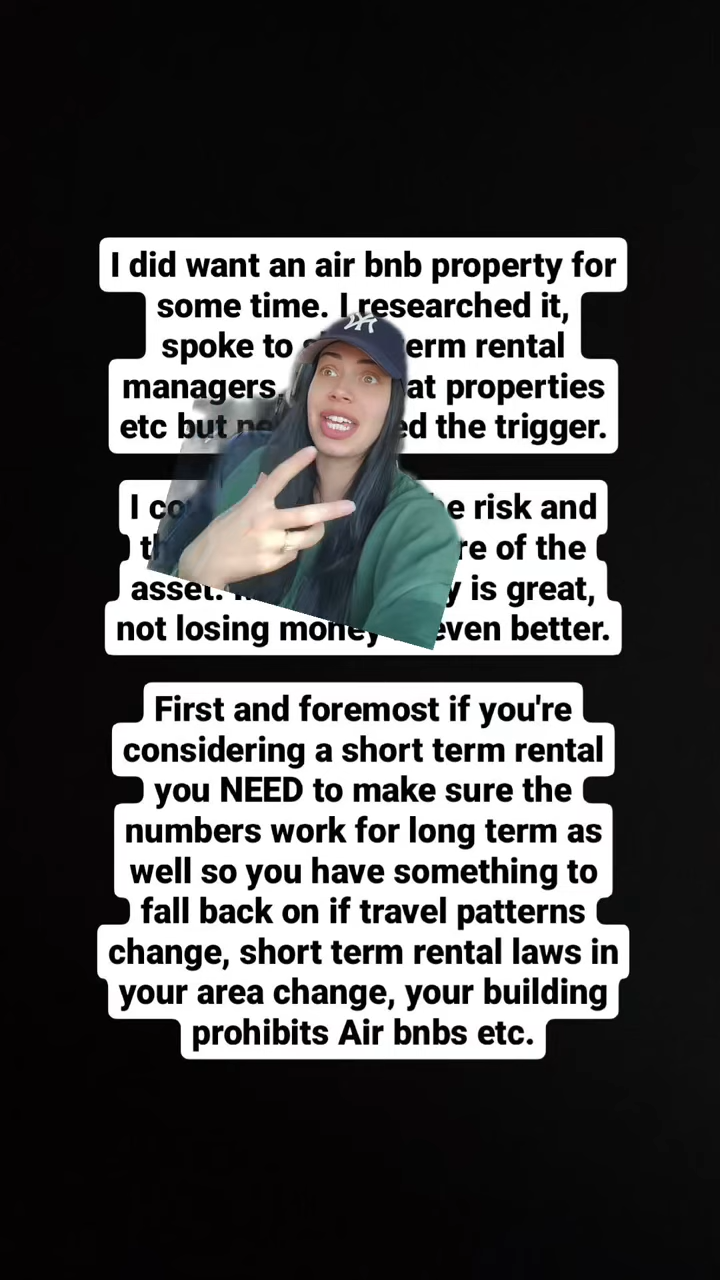 I did want an air bnb property for
some time. I researched it,
spoke to erm rental
managers, at properties
etc but ed the trigger.
I e risk and
re of the
asset. y is great,
not losing money even better.
First and foremost if you're
considering a short term rental
you NEED to make sure the
numbers work for long term as
well so you have something to
fall back on if travel patterns
change, short term rental laws in
your area change, your building
prohibits Air bnbs etc.